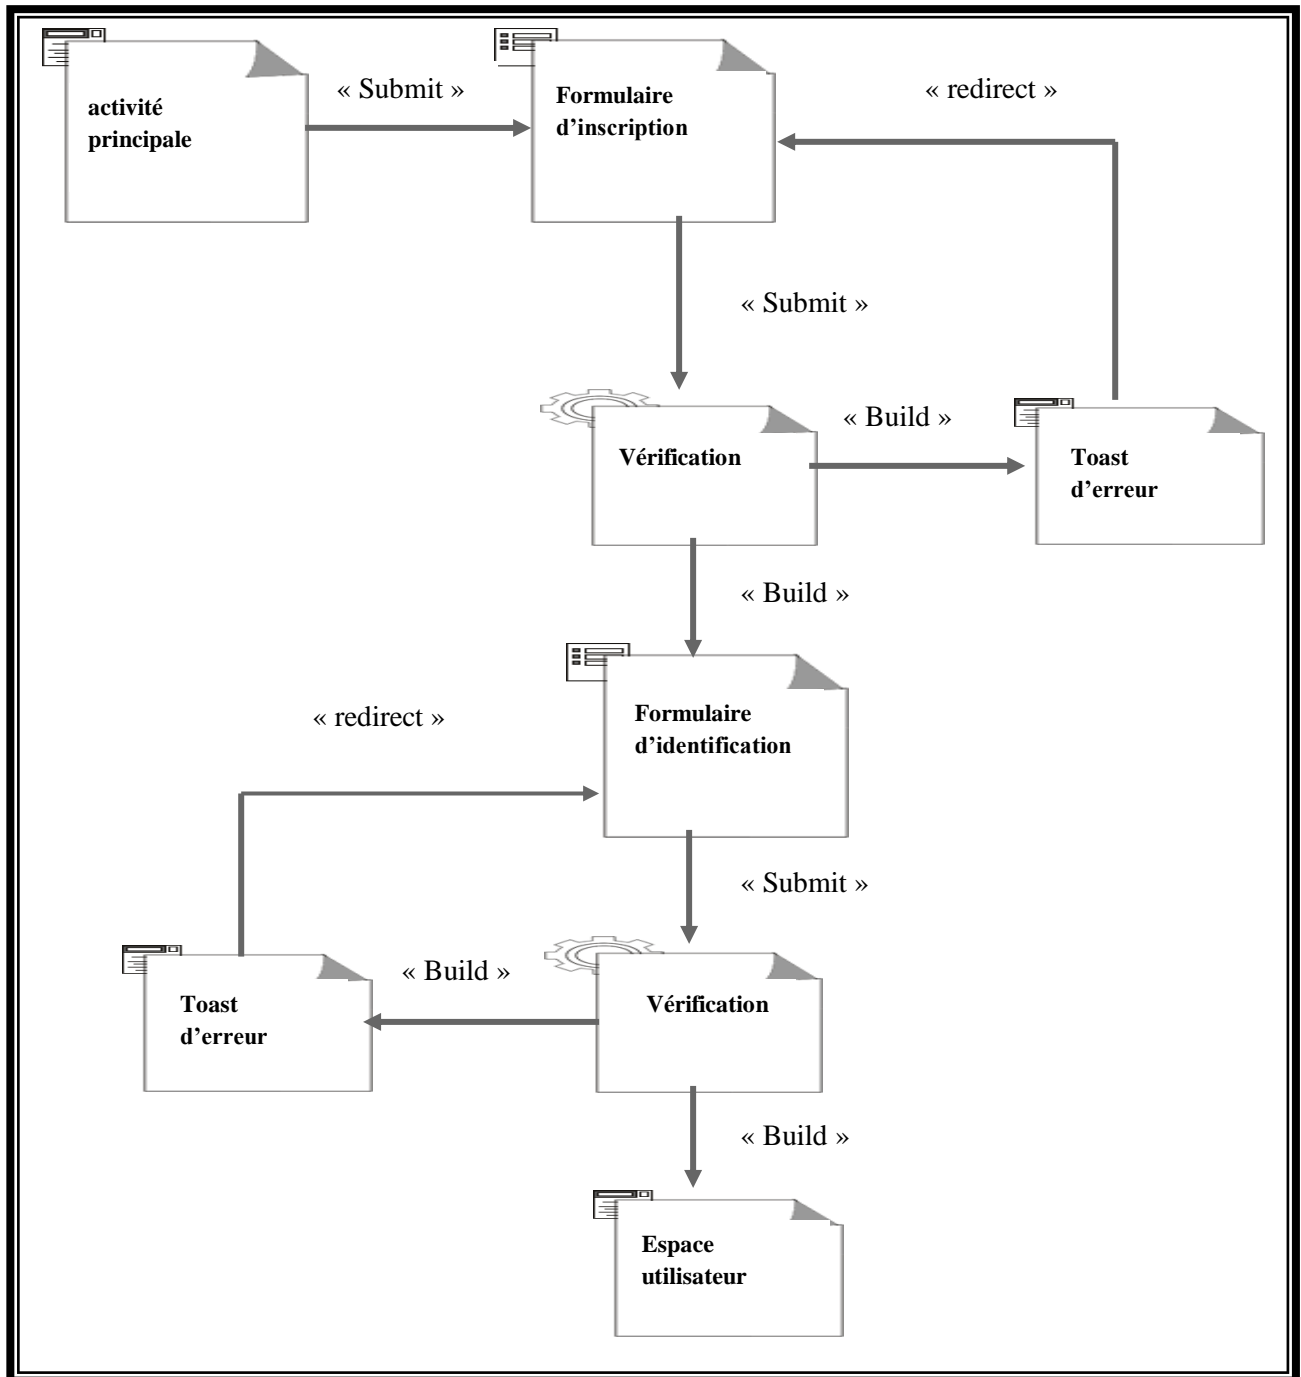 « Submit »
« redirect »
activité
principale
Formulaire
d’inscription
« Submit »
« Build »
Vérification
Toast
d’erreur
« Build »
« redirect »
Formulaire
d’identification
« Submit »
« Build »
Toast
d’erreur
Vérification
« Build »
Espace
utilisateur